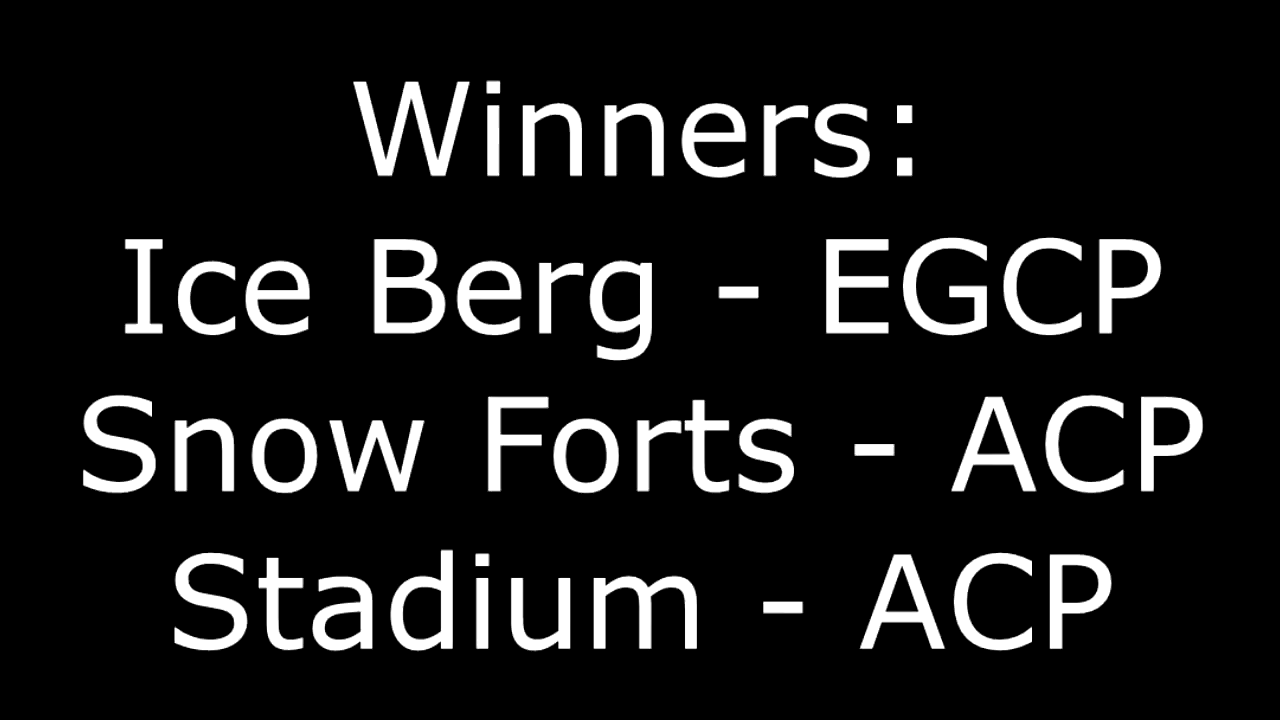 Winners:
Ice Berg - EGCP
Snow Forts - ACP
Stadium - ACP